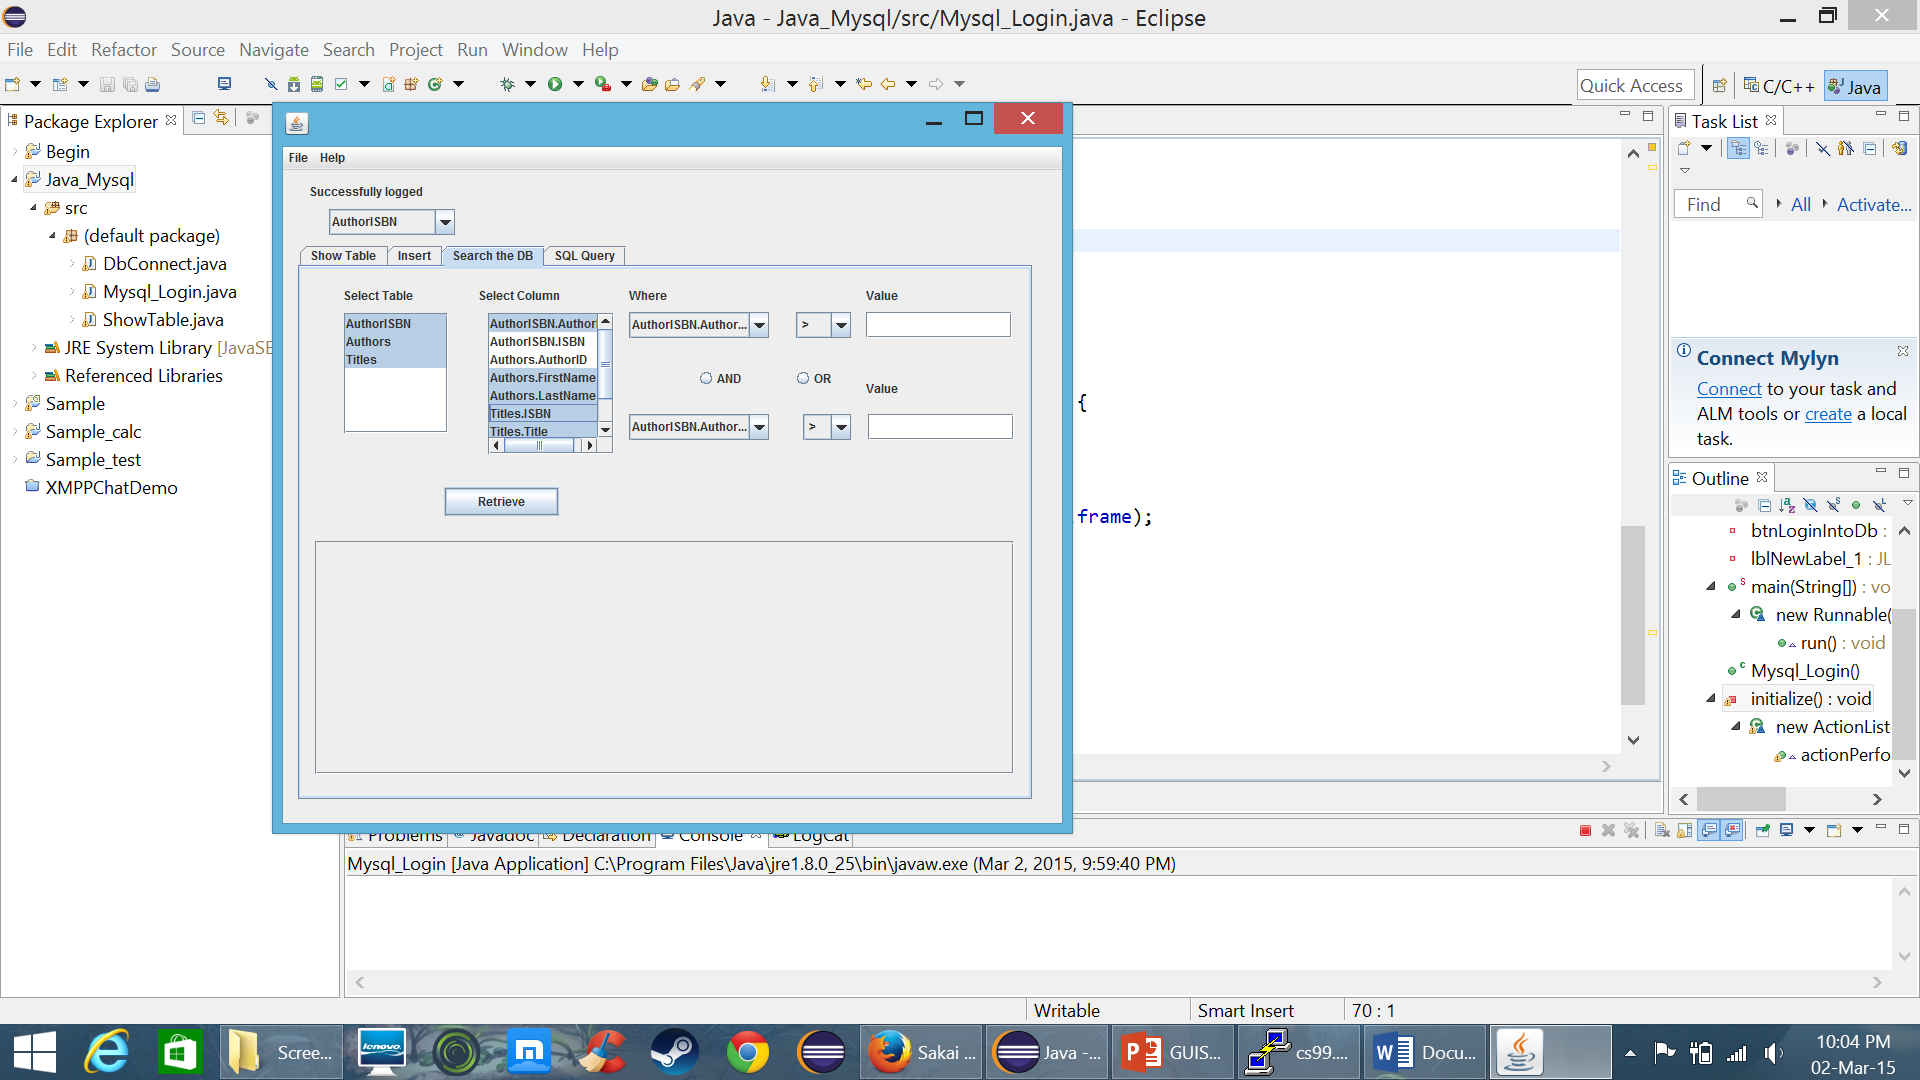 Java - Java_Mysql/src/Mysql_Login.java - Eclipse
File Edit Refactor Source Navigate Search Project Run Window Help
Quick Access
C/C++
Java
Package Explorer
Begin
Java_Mysql
src
(default package)
DbConnect.java
Mysql_Login.java
ShowTable.java
JRE System Library [JavaSE
Referenced Libraries
Sample
Sample_calc
Sample_test
XMPPChatDemo
File Help
Successfully logged
AuthorISBN
Show Table Insert Search the DB SQL Query
Select Table Select Column Where Value
AuthorISBN
Authors
Titles
AuthorISBN.Author
AuthorISBN.ISBN
Authors.AuthorID
Authors.FirstName
Authors.LastName
Titles.ISBN
Titles.Title
AuthorISBN.Author... >
AND OR
Value
AuthorISBN.Author... >
Retrieve
{
.frame);
Task List
Find All Activate...
Connect Mylyn
Connect to your task and
ALM tools or create a local
task.
Outline
btnLoginIntoDb :
lblNewLabel_1 : JL
main(String[]) : vo
new Runnable(
run() : void
Mysql_Login()
initialize() : void
new ActionList
actionPerfo
Problems Javadoc Declaration Console LogCat
Mysql_Login [Java Application] C:\Program Files\Java\jre1.8.0_25\bin\javaw.exe (Mar 2, 2015, 9:59:40 PM)
Writable Smart Insert 70 : 1
Scree...
lenovo
Sakai ...
Java -...
GUIS...
cs99....
Docu...
10:04 PM
02-Mar-15